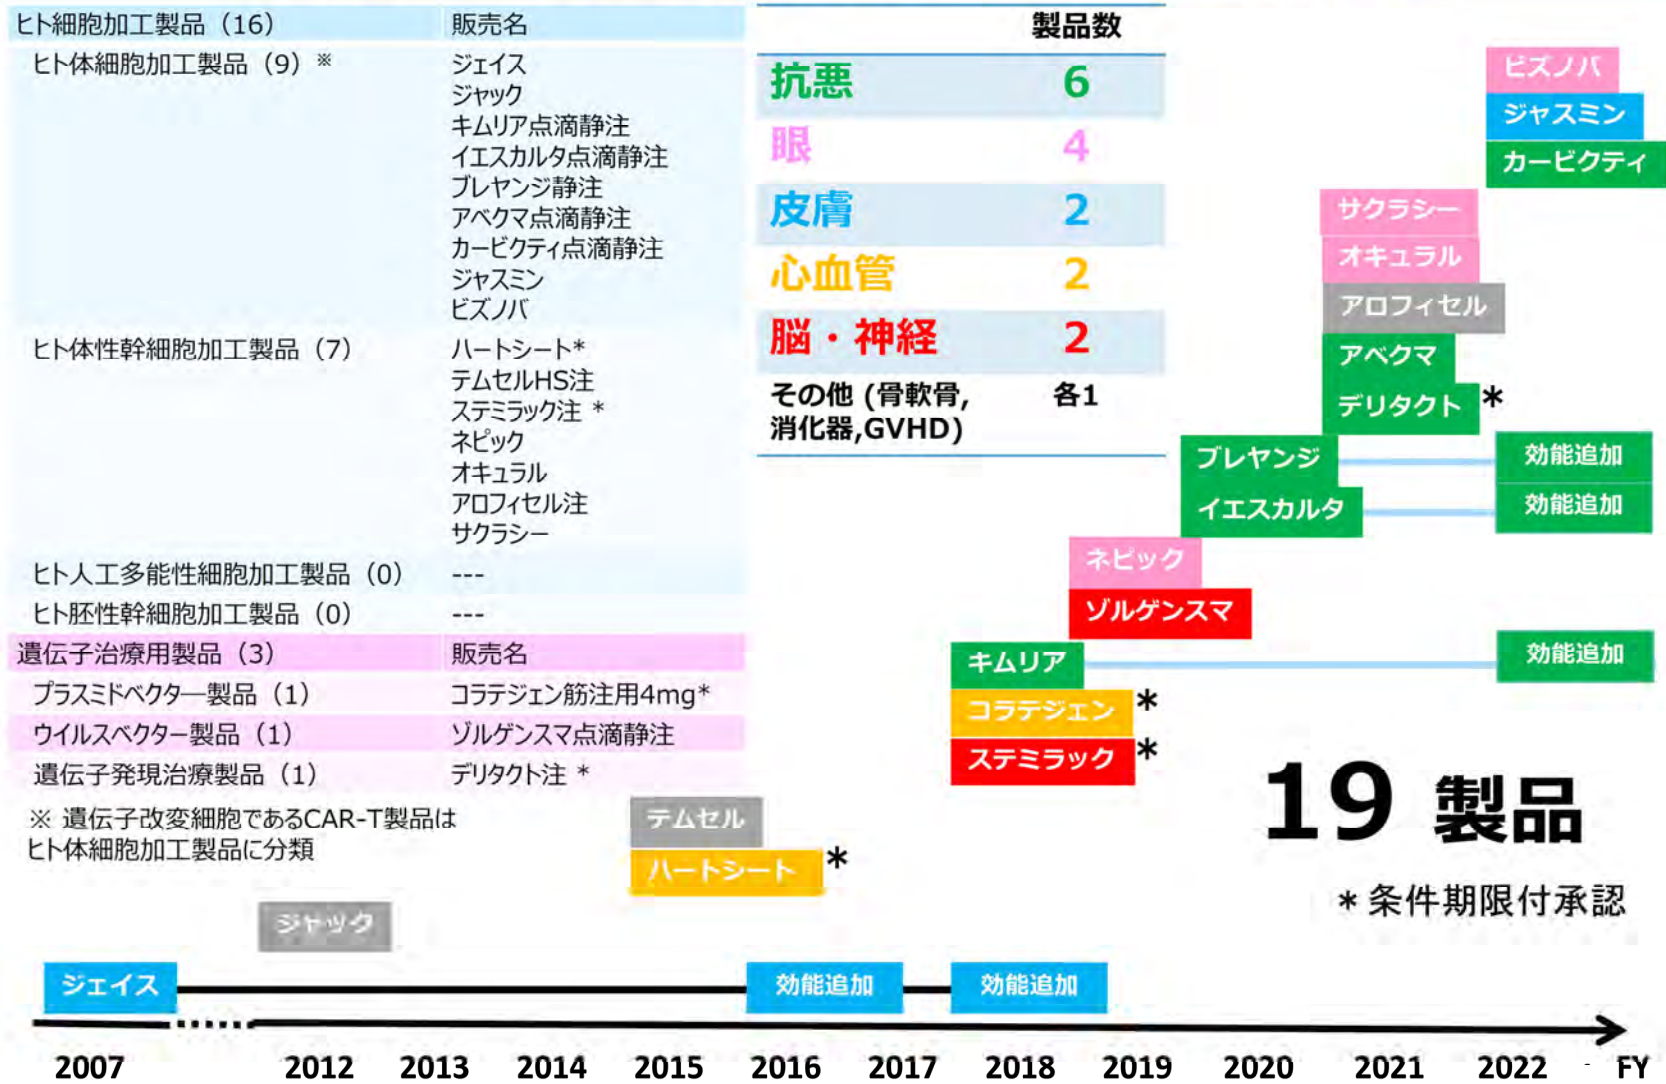 ヒト細胞加工製品（16） 販売名
ヒト体細胞加工製品（9）※ ジェイス
ジャック
キムリア点滴静注
イエスカルタ点滴静注
ブレヤンジ静注
アベクマ点滴静注
カービクティ点滴静注
ジャスミン
ビズノバ
ヒト体性幹細胞加工製品（7） ハートシート*
テムセルHS注
ステミラック注 *
ネピック
オキュラル
アロフィセル注
サクラシー
ヒト人工多能性細胞加工製品（0） ---
ヒト胚性幹細胞加工製品（0） ---
遺伝子治療用製品（3） 販売名
プラスミドベクター製品（1） コラテジェン筋注用4mg*
ウイルスベクター製品（1） ゾルゲンスマ点滴静注
遺伝子発現治療製品（1） デリタクト注 *
※ 遺伝子改変細胞であるCAR-T製品は
ヒト体細胞加工製品に分類
製品数
抗悪 6
眼 4
皮膚 2
心血管 2
脳・神経 2
その他 (骨軟骨, 各1
消化器,GVHD)
ビズノバ
ジャスミン
カービクティ
サクラシー
オキュラル
アロフィセル
アベクマ
デリタクト *
ブレヤンジ 効能追加
イエスカルタ 効能追加
ネピック
ゾルゲンスマ
キムリア 効能追加
コラテジェン *
ステミラック *
テムセル
ハートシート *
ジャック
ジェイス 効能追加 効能追加
19 製品
* 条件期限付承認
2007 2012 2013 2014 2015 2016 2017 2018 2019 2020 2021 2022 - FY